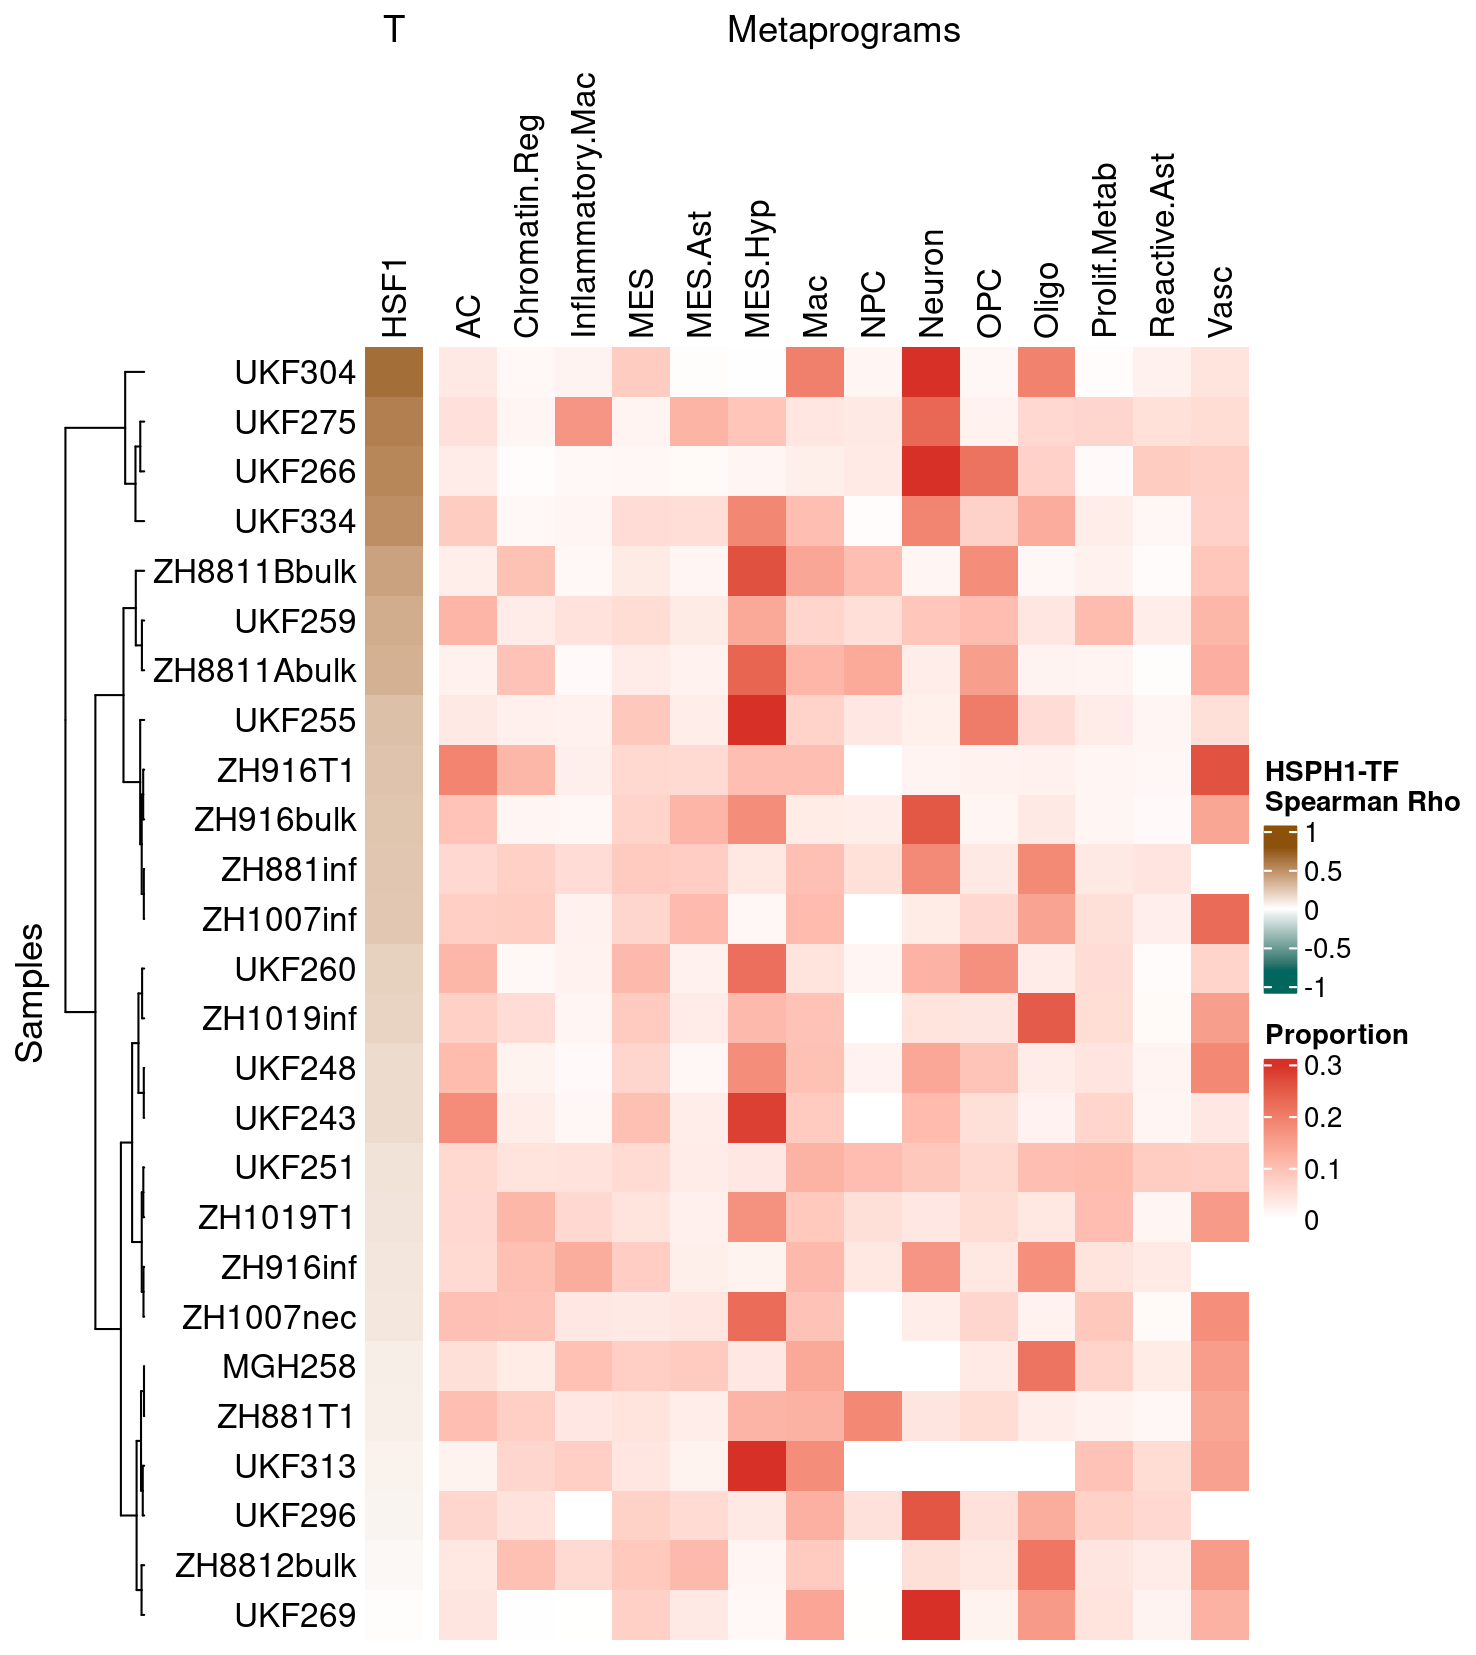 T
Metaprograms
HSF1
AC
Chromatin.Reg
Inflammatory.Mac
MES
MES.Ast
MES.Hyp
Mac
NPC
Neuron
OPC
Oligo
Prolif.Metab
Reactive.Ast
Vasc
Samples
UKF304
UKF275
UKF266
UKF334
ZH8811Bbulk
UKF259
ZH8811Abulk
UKF255
ZH916T1
ZH916bulk
ZH881inf
ZH1007inf
UKF260
ZH1019inf
UKF248
UKF243
UKF251
ZH1019T1
ZH916inf
ZH1007nec
MGH258
ZH881T1
UKF313
UKF296
ZH8812bulk
UKF269
HSPH1-TF
Spearman Rho
1
0.5
0
-0.5
-1
Proportion
0.3
0.2
0.1
0